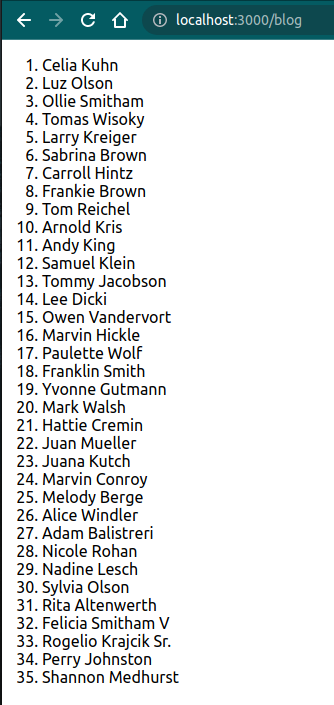 localhost:3000/blog
1. Celia Kuhn
2. Luz Olson
3. Ollie Smitham
4. Tomas Wisoky
5. Larry Kreiger
6. Sabrina Brown
7. Carroll Hintz
8. Frankie Brown
9. Tom Reichel
10. Arnold Kris
11. Andy King
12. Samuel Klein
13. Tommy Jacobson
14. Lee Dicki
15. Owen Vandervort
16. Marvin Hickle
17. Paulette Wolf
18. Franklin Smith
19. Yvonne Gutmann
20. Mark Walsh
21. Hattie Cremin
22. Juan Mueller
23. Juana Kutch
24. Marvin Conroy
25. Melody Berge
26. Alice Windler
27. Adam Balistreri
28. Nicole Rohan
29. Nadine Lesch
30. Sylvia Olson
31. Rita Altenwerth
32. Felicia Smitham V
33. Rogelio Krajcik Sr.
34. Perry Johnston
35. Shannon Medhurst